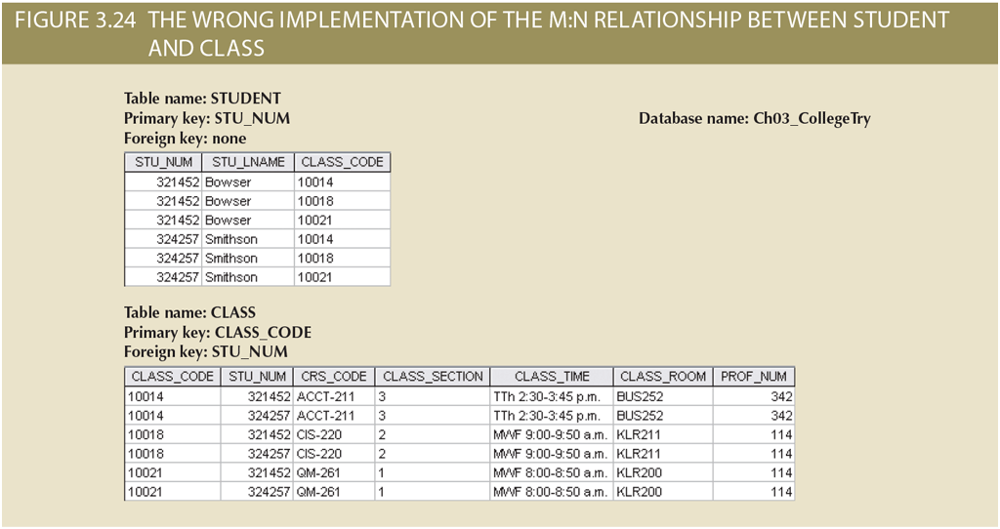 FIGURE 3.24 THE WRONG IMPLEMENTATION OF THE M:N RELATIONSHIP BETWEEN STUDENT
AND CLASS
Table name: STUDENT
Primary key: STU_NUM
Database name: Ch03_CollegeTry
Foreign key: none
STU_NUM STU_LNAME CLASS_CODE
321452 Bowser 10014
321452 Bowser 10018
321452 Bowser 10021
324257 Smithson 10014
324257 Smithson 10018
324257 Smithson 10021
Table name: CLASS
Primary key: CLASS_CODE
Foreign key: STU_NUM
CLASS_CODE STU_NUM CRS_CODE CLASS_SECTION CLASS_TIME CLASS_ROOM PROF_NUM
10014 321452 ACCT-211 3 TTh 2:30-3:45 p.m. BUS252 342
10014 324257 ACCT-211 3 TTh 2:30-3:45 p.m. BUS252 342
10018 321452 CIS-220 2 MWF 9:00-9:50 a.m. KLR211 114
10018 324257 CIS-220 2 MWF 9:00-9:50 a.m. KLR211 114
10021 321452 QM-261 1 MWF 8:00-8:50 a.m. KLR200 114
10021 324257 QM-261 1 MWF 8:00-8:50 a.m. KLR200 114